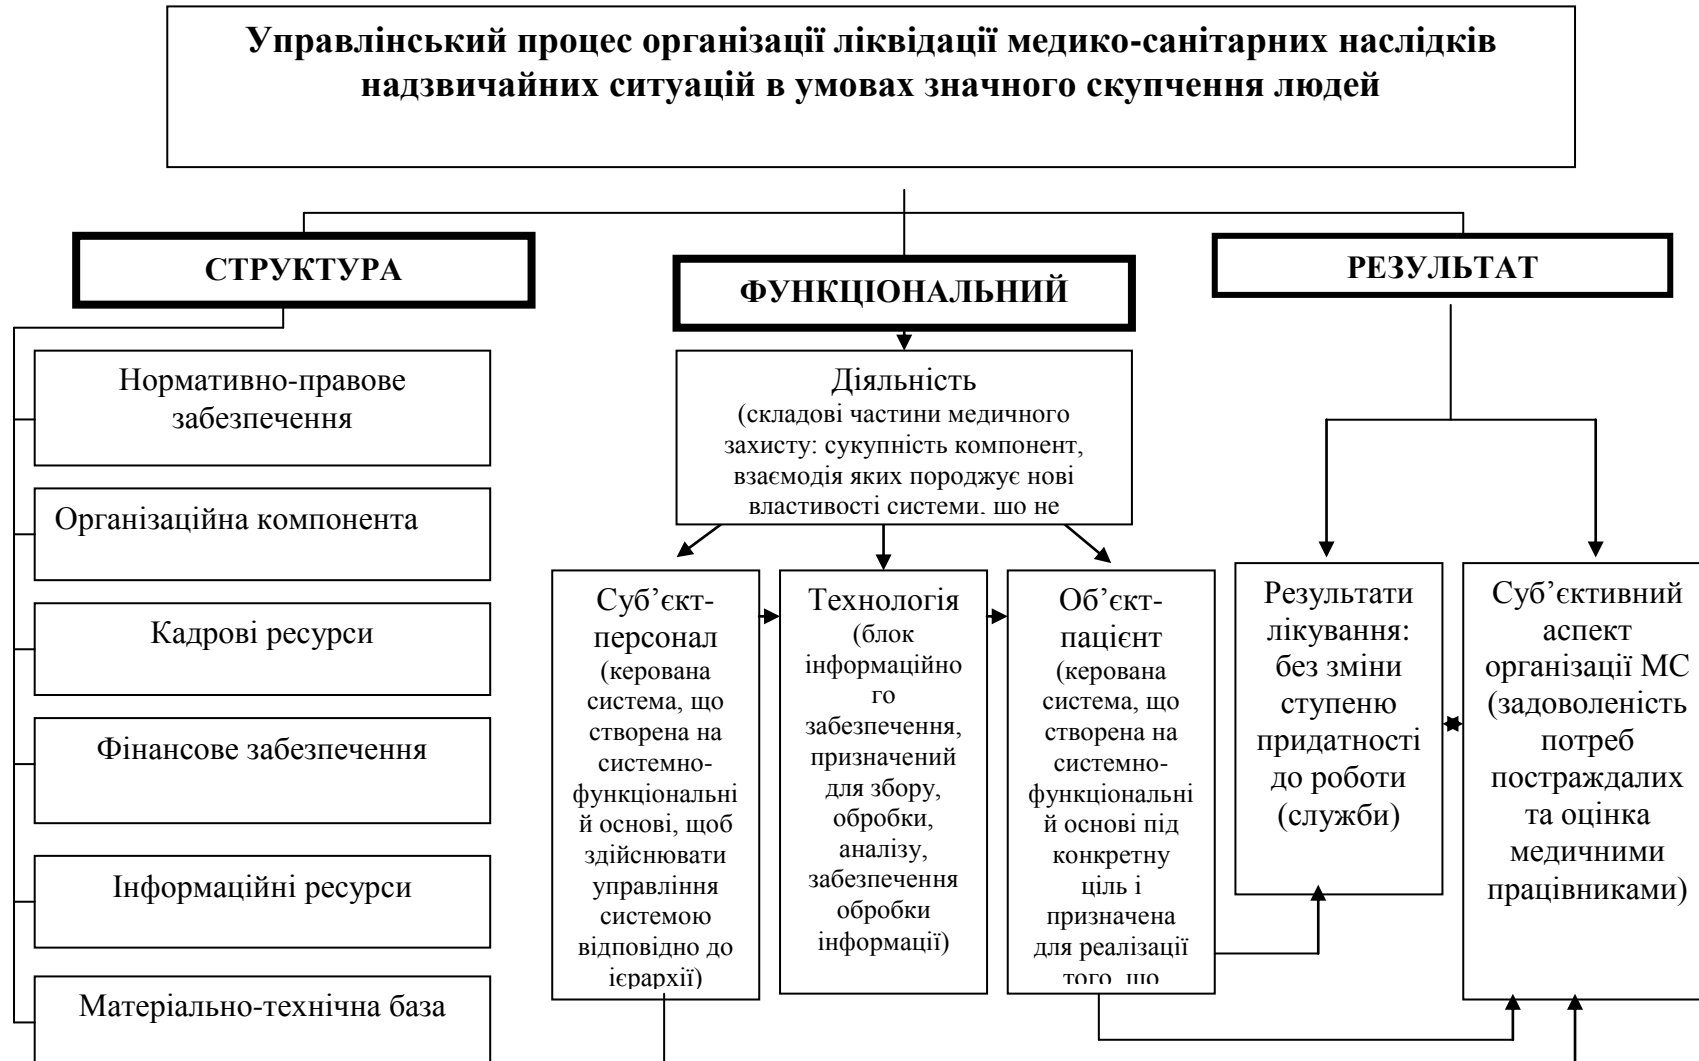 Управлінський процес організації ліквідації медико-санітарних наслідків
надзвичайних ситуацій в умовах значного скупчення людей
СТРУКТУРА
ФУНКЦІОНАЛЬНИЙ
РЕЗУЛЬТАТ
Нормативно-правове
забезпечення
Організаційна компонента
Кадрові ресурси
Фінансове забезпечення
Інформаційні ресурси
Матеріально-технічна база
Діяльність
(складові частини медичного
захисту: сукупність компонент,
взаємодія яких породжує нові
властивості системи, що не
Суб’єкт-
персонал
(керована
система, що
створена на
системно-
функціональні
й основі, щоб
здійснювати
управління
системою
відповідно до
ієрархії)
Технологія
(блок
інформаційно
го
забезпечення,
призначений
для збору,
обробки,
аналізу,
забезпечення
обробки
інформації)
Об’єкт-
пацієнт
(керована
система, що
створена на
системно-
функціональні
й основі під
конкретну
ціль і
призначена
для реалізації
того, що
Результати
лікування:
без зміни
ступеню
придатності
до роботи
(служби)
Суб’єктивний
аспект
організації МС
(задоволеність
потреб
постраждалих
та оцінка
медичними
працівниками)